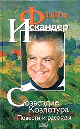 Фазиль
Искандер
Созвездие
Козлотура
Повести и рассказы